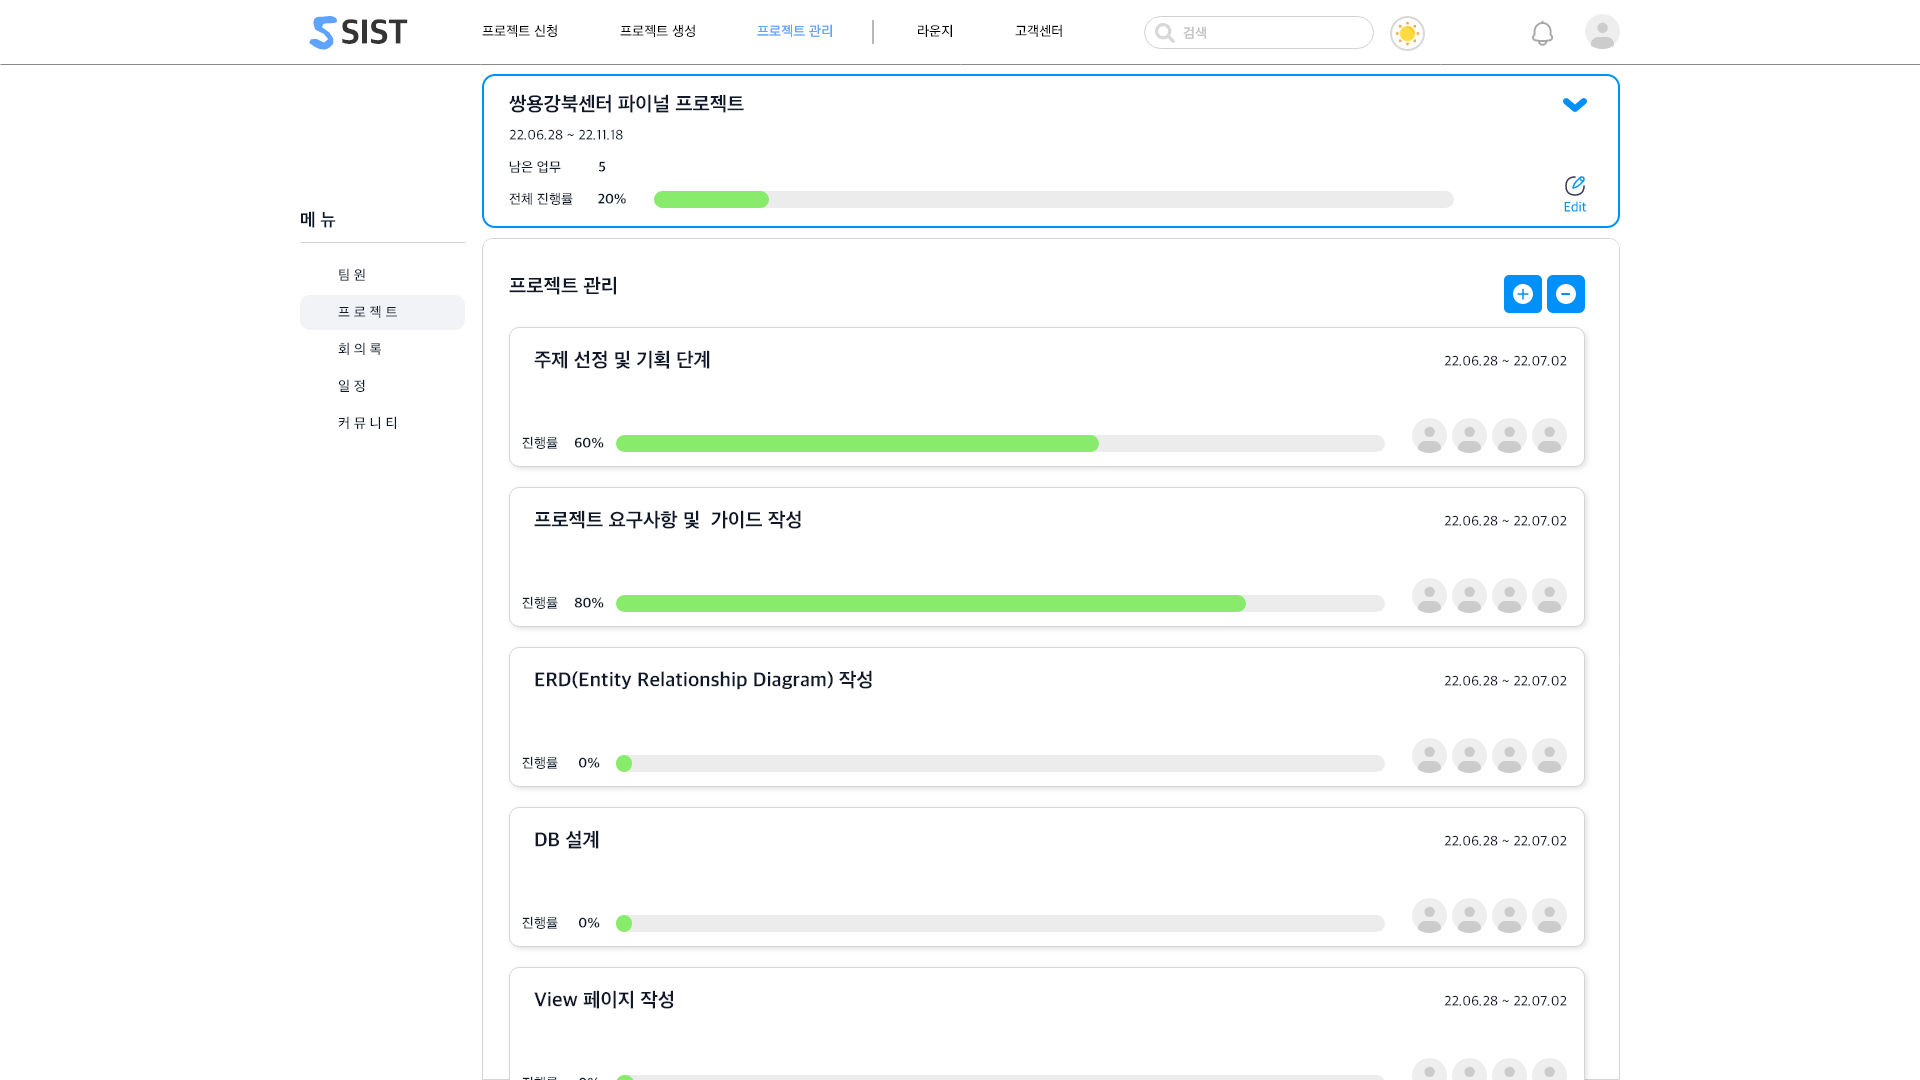 SIST
프로젝트 신청
프로젝트 생성
프로젝트 관리
라운지
고객센터
검색
쌍용강북센터 파이널 프로젝트
22.06.28 ~ 22.11.18
남은 업무 5
전체 진행률 20%
Edit
메 뉴
팀 원
프 로 젝 트
회 의 록
일 정
커 뮤 니 티
프로젝트 관리
주제 선정 및 기획 단계
22.06.28 ~ 22.07.02
진행률 60%
프로젝트 요구사항 및  가이드 작성
22.06.28 ~ 22.07.02
진행률 80%
ERD(Entity Relationship Diagram) 작성
22.06.28 ~ 22.07.02
진행률 0%
DB 설계
22.06.28 ~ 22.07.02
진행률 0%
View 페이지 작성
22.06.28 ~ 22.07.02